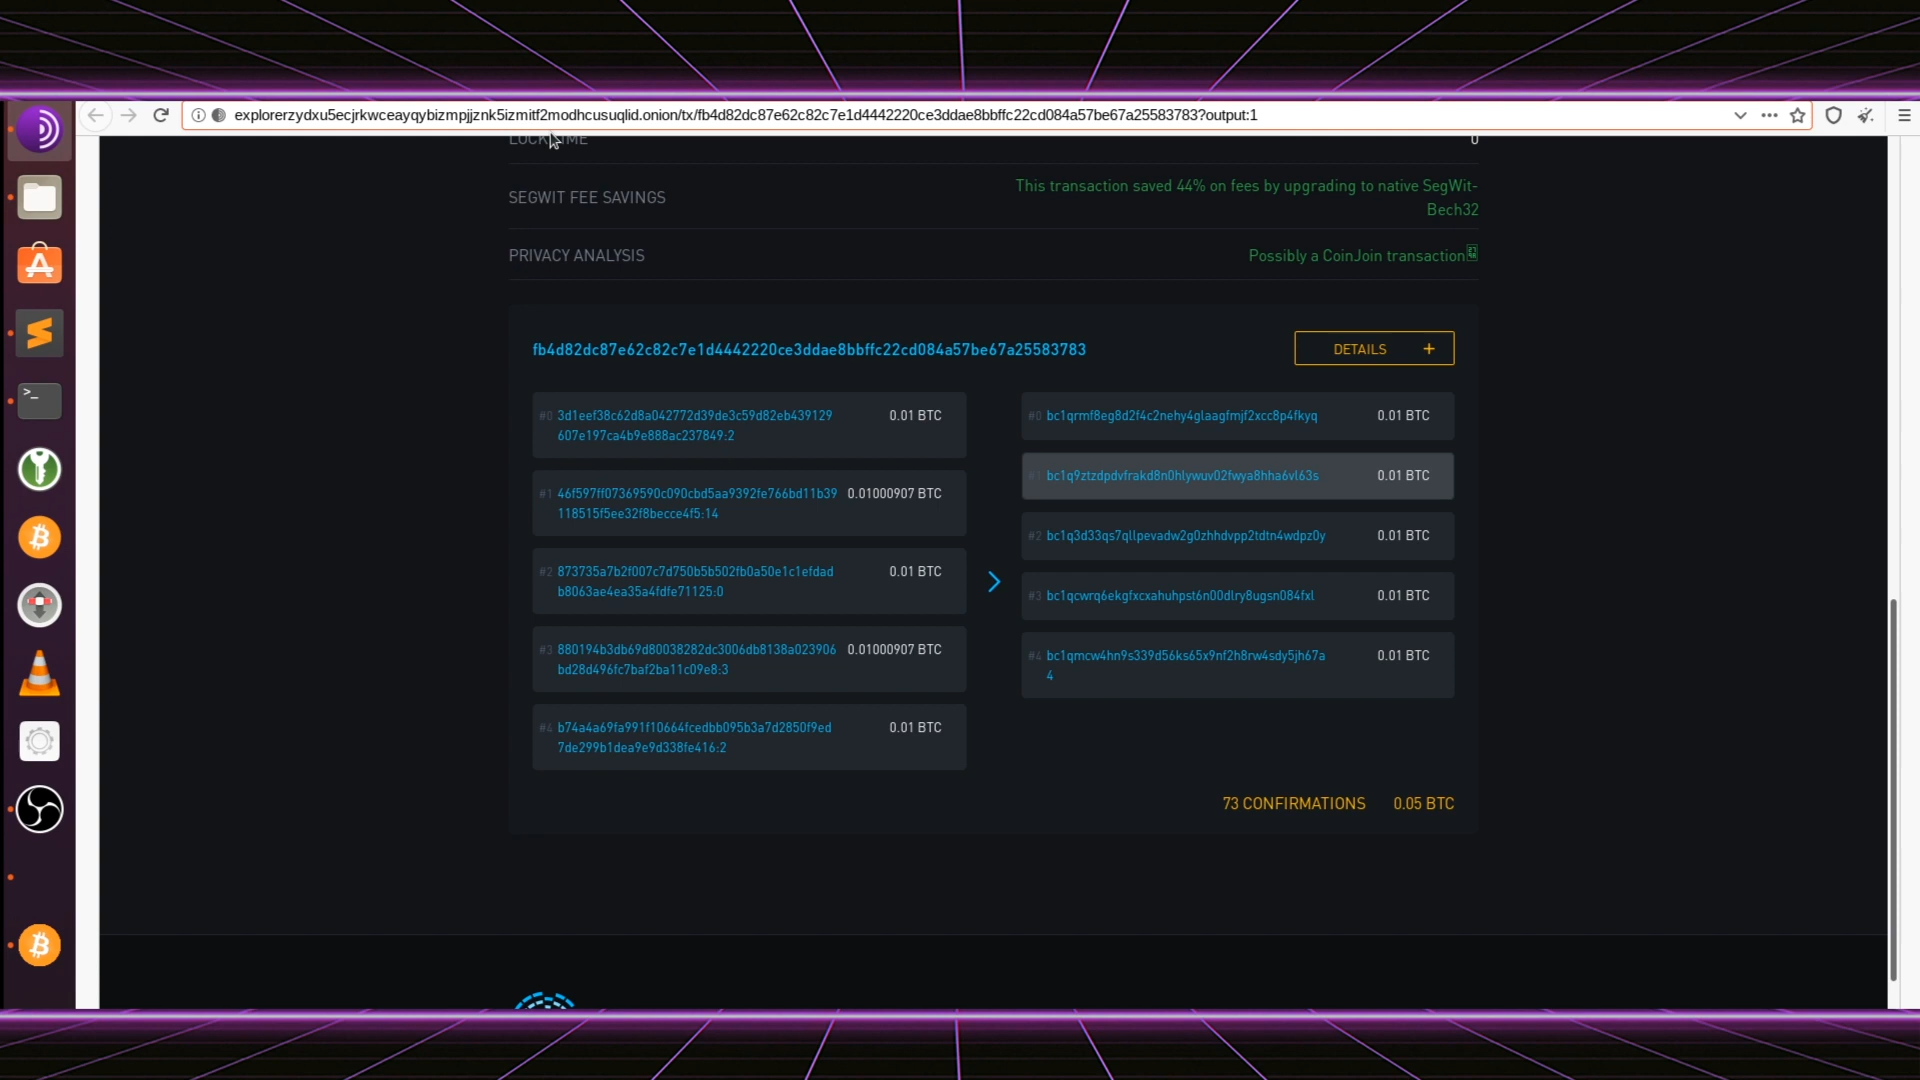 explorerzydxu5ecjrkwceayqybizmpjjznk5izmitf2modhcusuqlid.onion/tx/fb4d82dc87e62c82c7e1d4442220ce3ddae8bbffc22cd084a57be67a25583783?output:1
LOCKTIME 0
SEGWIT FEE SAVINGS
This transaction saved 44% on fees by upgrading to native SegWit-
Bech32
PRIVACY ANALYSIS
Possibly a CoinJoin transaction
fb4d82dc87e62c82c7e1d4442220ce3ddae8bbffc22cd084a57be67a25583783
DETAILS +
#0 3d1eef38c62d8a042772d39de3c59d82eb439129 0.01 BTC
607e197ca4b9e888ac237849:2
#1 46f597ff07369590c090cbd5aa9392fe766bd11b39 0.01000907 BTC
118515f5ee32f8becce4f5:14
#2 873735a7b2f007c7d750b5b502fb0a50e1c1efdad 0.01 BTC
b8063ae4ea35a4fdfe71125:0
#3 880194b3db69d80038282dc3006db8138a023906 0.01000907 BTC
bd28d496fc7baf2ba11c09e8:3
#4 b74a4a69fa991f10664fcedbb095b3a7d2850f9ed 0.01 BTC
7de299b1dea9e9d338fe416:2
#0 bc1qrmf8eg8d2f4c2nehy4glaagfmjf2xcc8p4fkyq 0.01 BTC
#1 bc1q9ztzdpdvfrakd8n0hlywuv02fwya8hha6vl63s 0.01 BTC
#2 bc1q3d33qs7qllpevadw2g0zhhdvpp2tdtn4wdpz0y 0.01 BTC
#3 bc1qcwrq6ekgfxcxahuhpst6n00dlry8ugsn084fxl 0.01 BTC
#4 bc1qmcw4hn9s339d56ks65x9nf2h8rw4sdy5jh67a 0.01 BTC
4
73 CONFIRMATIONS 0.05 BTC